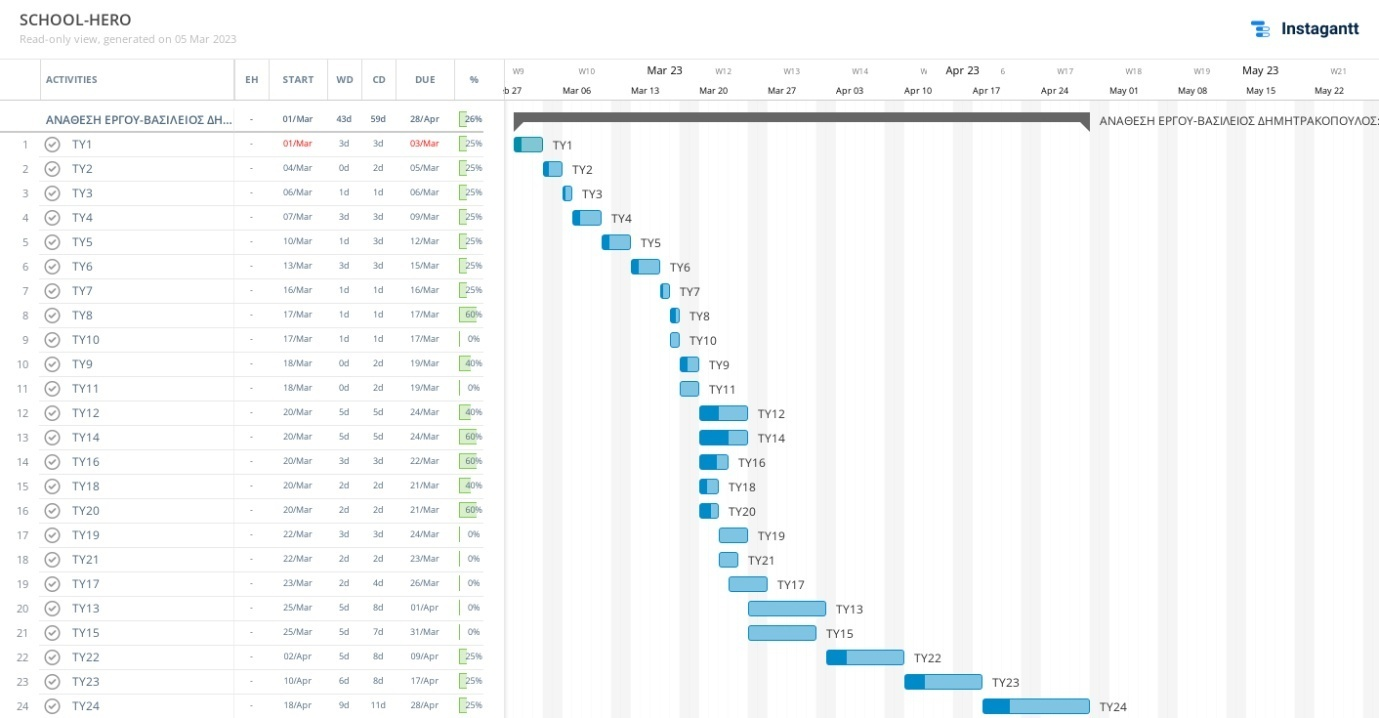 SCHOOL-HERO
Read-only view, generated on 05 Mar 2023
Instagantt
ACTIVITIES EH START WD CD DUE %
W9 W10 Mar 23 W12 W13 W14 W Apr 23 6 W17 W18 W19 May 23 W21
b 27 Mar 06 Mar 13 Mar 20 Mar 27 Apr 03 Apr 10 Apr 17 Apr 24 May 01 May 08 May 15 May 22
ΑΝΑΘΕΣΗ ΕΡΓΟΥ-ΒΑΣΙΛΕΙΟΣ ΔΗ... - 01/Mar 43d 59d 28/Apr 26% ΑΝΑΘΕΣΗ ΕΡΓΟΥ-ΒΑΣΙΛΕΙΟΣ ΔΗΜΗΤΡΑΚΟΠΟΥΛΟΣ:
1 TY1 - 01/Mar 3d 3d 03/Mar 25% TY1
2 TY2 - 04/Mar 0d 2d 05/Mar 25% TY2
3 TY3 - 06/Mar 1d 1d 06/Mar 25% TY3
4 TY4 - 07/Mar 3d 3d 09/Mar 25% TY4
5 TY5 - 10/Mar 1d 3d 12/Mar 25% TY5
6 TY6 - 13/Mar 3d 3d 15/Mar 25% TY6
7 TY7 - 16/Mar 1d 1d 16/Mar 25% TY7
8 TY8 - 17/Mar 1d 1d 17/Mar 60% TY8
9 TY10 - 17/Mar 1d 1d 17/Mar 0% TY10
10 TY9 - 18/Mar 0d 2d 19/Mar 40% TY9
11 TY11 - 18/Mar 0d 2d 19/Mar 0% TY11
12 TY12 - 20/Mar 5d 5d 24/Mar 40% TY12
13 TY14 - 20/Mar 5d 5d 24/Mar 60% TY14
14 TY16 - 20/Mar 3d 3d 22/Mar 60% TY16
15 TY18 - 20/Mar 2d 2d 21/Mar 40% TY18
16 TY20 - 20/Mar 2d 2d 21/Mar 60% TY20
17 TY19 - 22/Mar 3d 3d 24/Mar 0% TY19
18 TY21 - 22/Mar 2d 2d 23/Mar 0% TY21
19 TY17 - 23/Mar 2d 4d 26/Mar 0% TY17
20 TY13 - 25/Mar 5d 8d 01/Apr 0% TY13
21 TY15 - 25/Mar 5d 7d 31/Mar 0% TY15
22 TY22 - 02/Apr 5d 8d 09/Apr 25% TY22
23 TY23 - 10/Apr 6d 8d 17/Apr 25% TY23
24 TY24 - 18/Apr 9d 11d 28/Apr 25% TY24